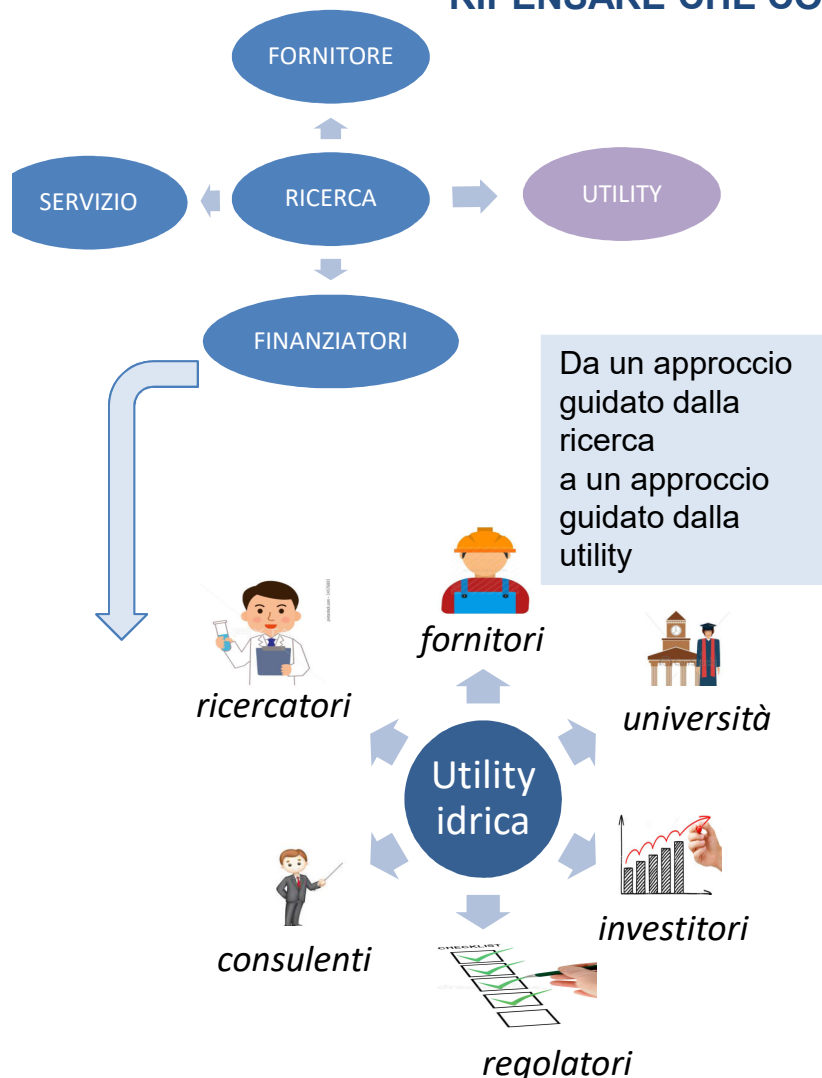 FORNITORE
SERVIZIO
RICERCA
UTILITY
FINANZIATORI
Da un approccio
guidato dalla
ricerca
a un approccio
guidato dalla
utility
fornitori
ricercatori
università
Utility
idrica
consulenti
investitori
CHECKLIST
regolatori